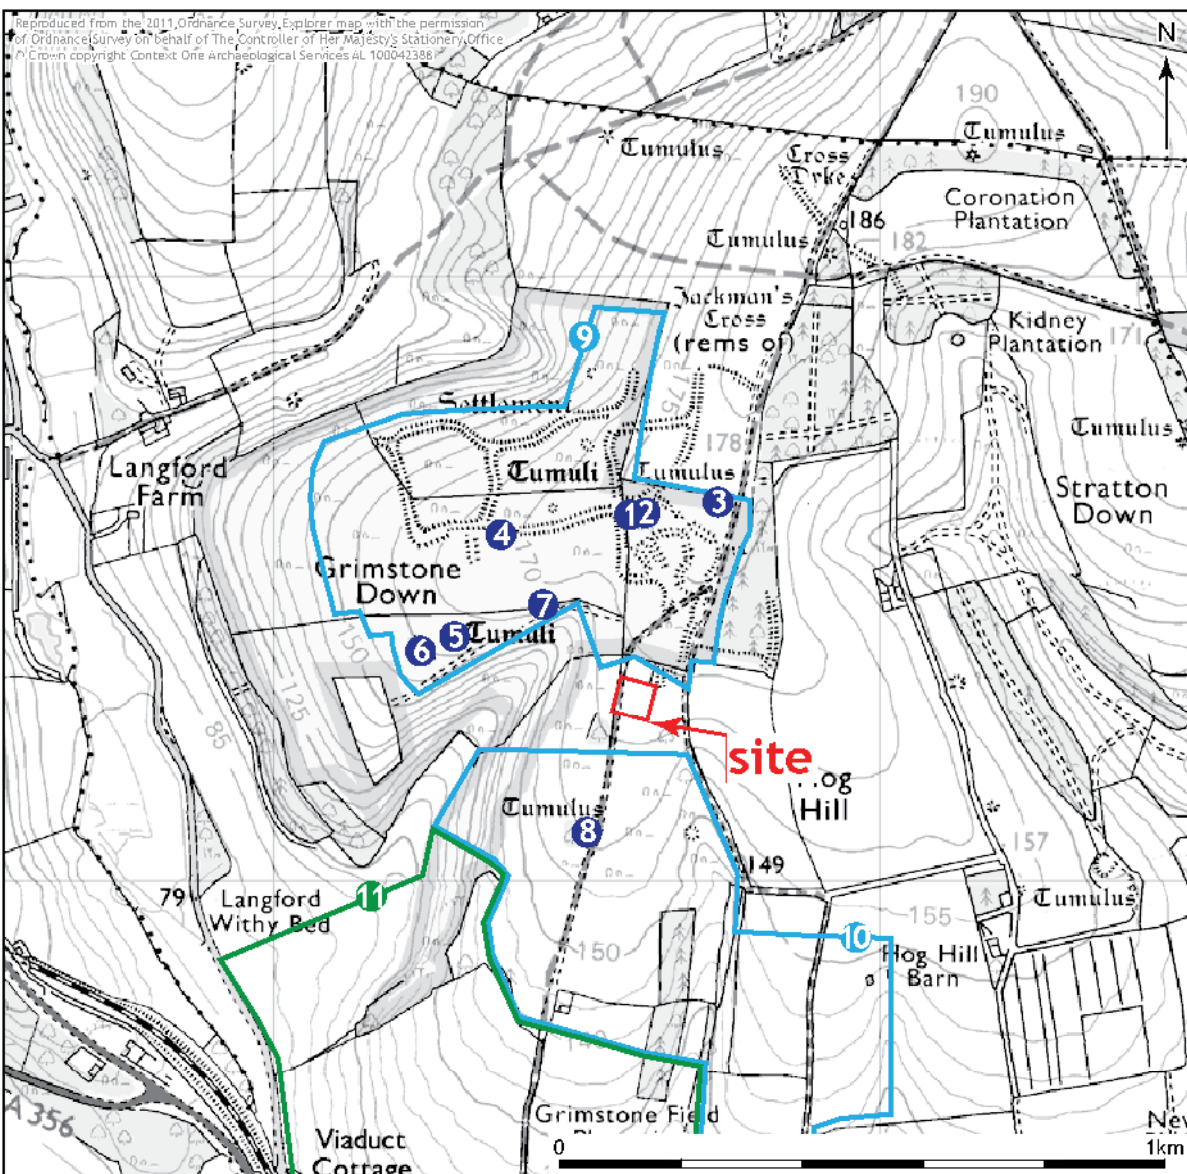 Reproduced from the 2011 Ordnance Survey Explorer map with the permission
of Ordnance Survey on behalf of The Controller of Her Majesty's Stationery Office
© Crown copyright Context One Archaeological Services AL 100042388
N
190
Tumulus
Tumulus
Cross
Dyke
Coronation
Plantation
186
182
Tumulus
Jackman's
Cross
(rems of)
Kidney
Plantation
171
9
175
Settlement
178
Tumulus
Langford
Farm
Tumuli
Tumulus
Stratton
Down
3
12
4
170
Grimstone
Down
7
150
6
5
Tumuli
125
85
site
Hog
Hill
Tumulus
8
149
157
79
Langford
Withy Bed
11
Tumulus
155
10
150
Hog Hill
Barn
A 356
Grimstone Field
Viaduct
Cottage
0
1km